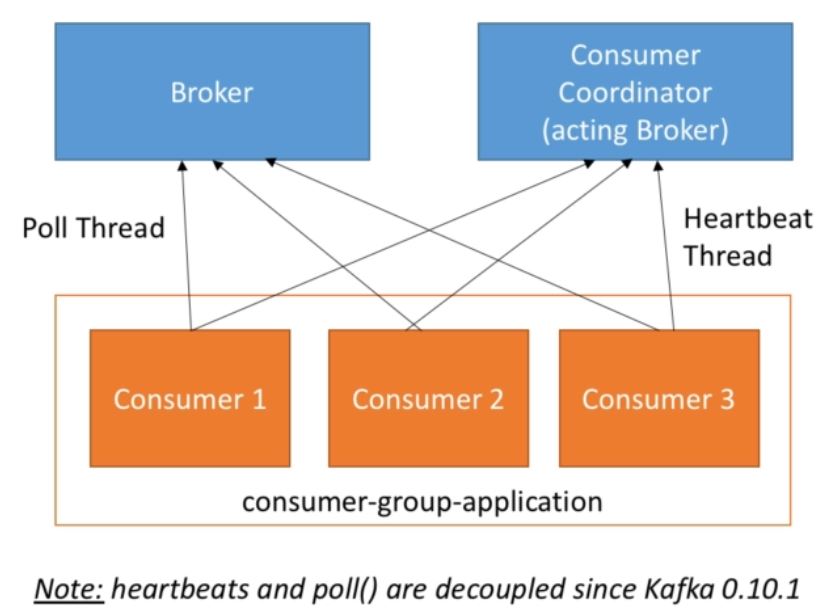 Broker
Consumer
Coordinator
(acting Broker)
Poll Thread
Heartbeat
Thread
Consumer 1
Consumer 2
Consumer 3
consumer-group-application
Note: heartbeats and poll() are decoupled since Kafka 0.10.1